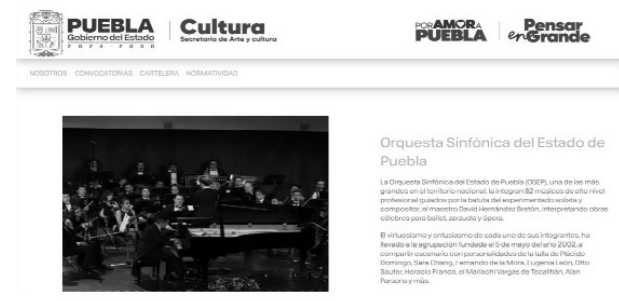 PUEBLA
Gobierno del Estado
2024 - 2030
Cultura
Secretaría de Arte y cultura
POR AMOR A
PUEBLA
Pensar
en Grande
NOSOTROS CONVOCATORIAS CARTELERA NORMATIVIDAD
Orquesta Sinfónica del Estado de
Puebla
La Orquesta Sinfónica del Estado de Puebla (OSEP), una de las más
grandes en el territorio nacional, la integran 82 músicos de alto nivel
profesional guiados por la batuta del experimentado solista y
compositor, el maestro David Hernández Bretón, interpretando obras
célebres para ballet, zarzuela y ópera.
El virtuosismo y entusiasmo de cada uno de sus integrantes, ha
llevado a la agrupación fundada el 5 de mayo del año 2002, a
compartir escenario con personalidades de la talla de Plácido
Domingo, Sara Chang, Fernando de la Mora, Eugenia León, Otto
Sauter, Horacio Franco, el Mariachi Vargas de Tecalitlán, Alan
Parsons y más.